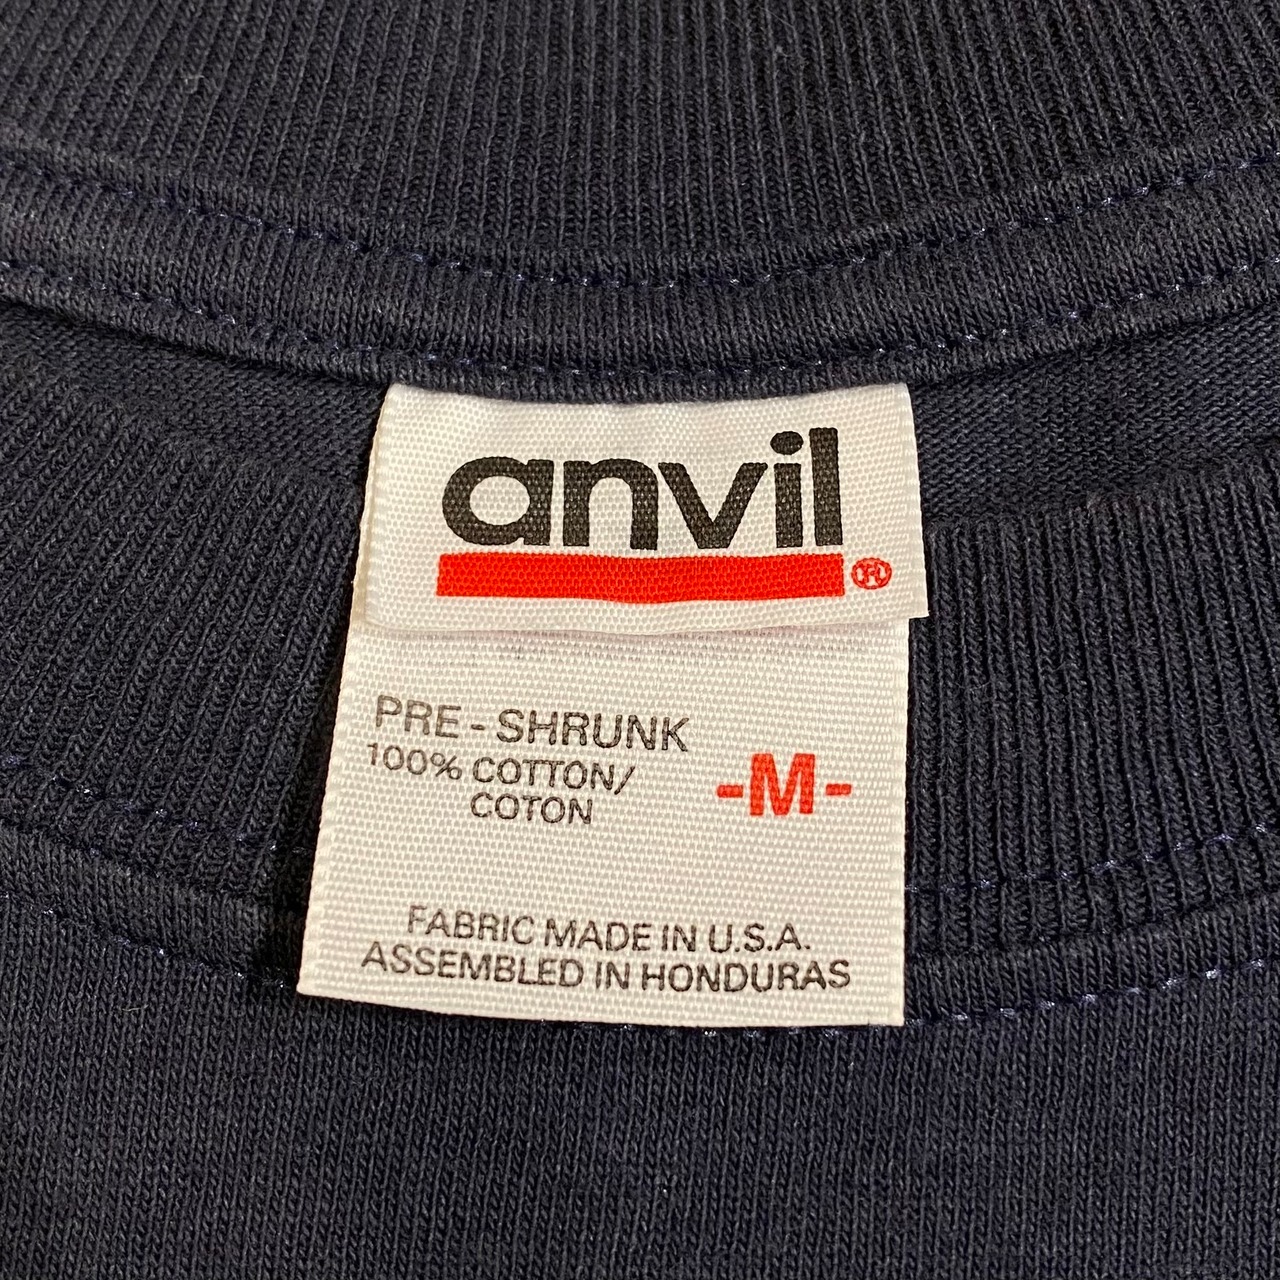 anvil
®
PRE-SHRUNK
100% COTTON/
COTON
-M-
FABRIC MADE IN U.S.A.
ASSEMBLED IN HONDURAS